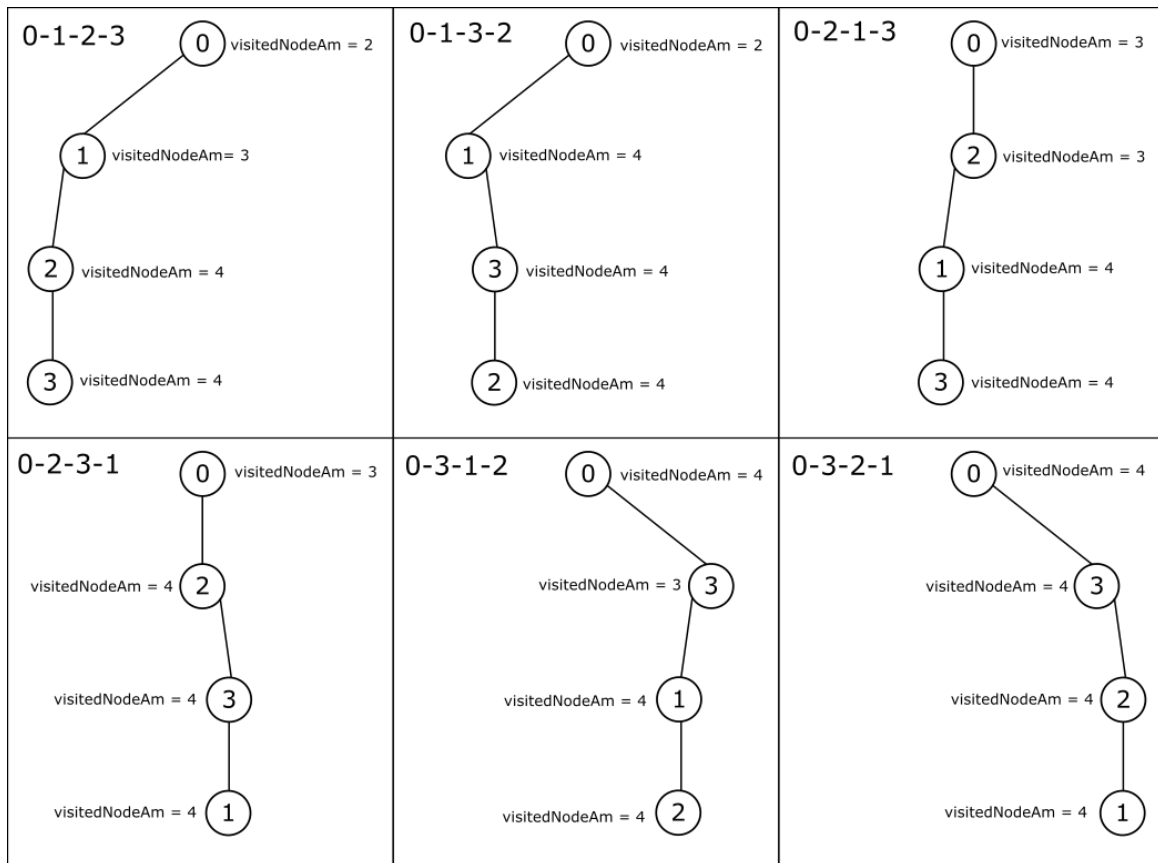 0-1-2-3
0 visitedNodeAm = 2
1 visitedNodeAm= 3
2 visitedNodeAm = 4
3 visitedNodeAm = 4
0-1-3-2
0 visitedNodeAm = 2
1 visitedNodeAm = 4
3 visitedNodeAm = 4
2 visitedNodeAm = 4
0-2-1-3
0 visitedNodeAm = 3
2 visitedNodeAm = 3
1 visitedNodeAm = 4
3 visitedNodeAm = 4
0-2-3-1
0 visitedNodeAm = 3
visitedNodeAm = 4 2
visitedNodeAm = 4 3
visitedNodeAm = 4 1
0-3-1-2
0 visitedNodeAm = 4
visitedNodeAm = 3 3
visitedNodeAm = 4 1
visitedNodeAm = 4 2
0-3-2-1
0 visitedNodeAm = 4
visitedNodeAm = 4 3
visitedNodeAm = 4 2
visitedNodeAm = 4 1